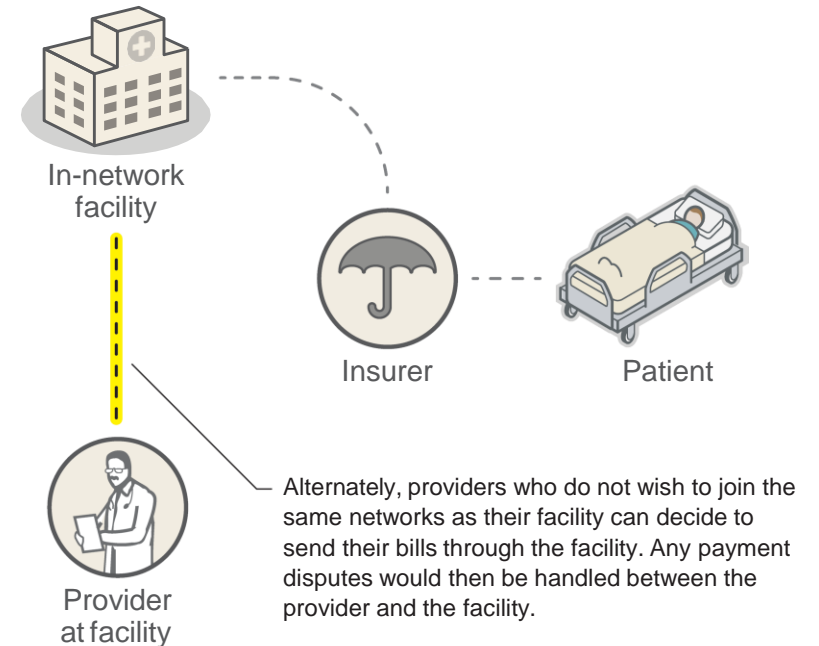 In-network
facility
Insurer
Patient
Alternately, providers who do not wish to join the
same networks as their facility can decide to
send their bills through the facility. Any payment
disputes would then be handled between the
provider and the facility.
Provider
at facility